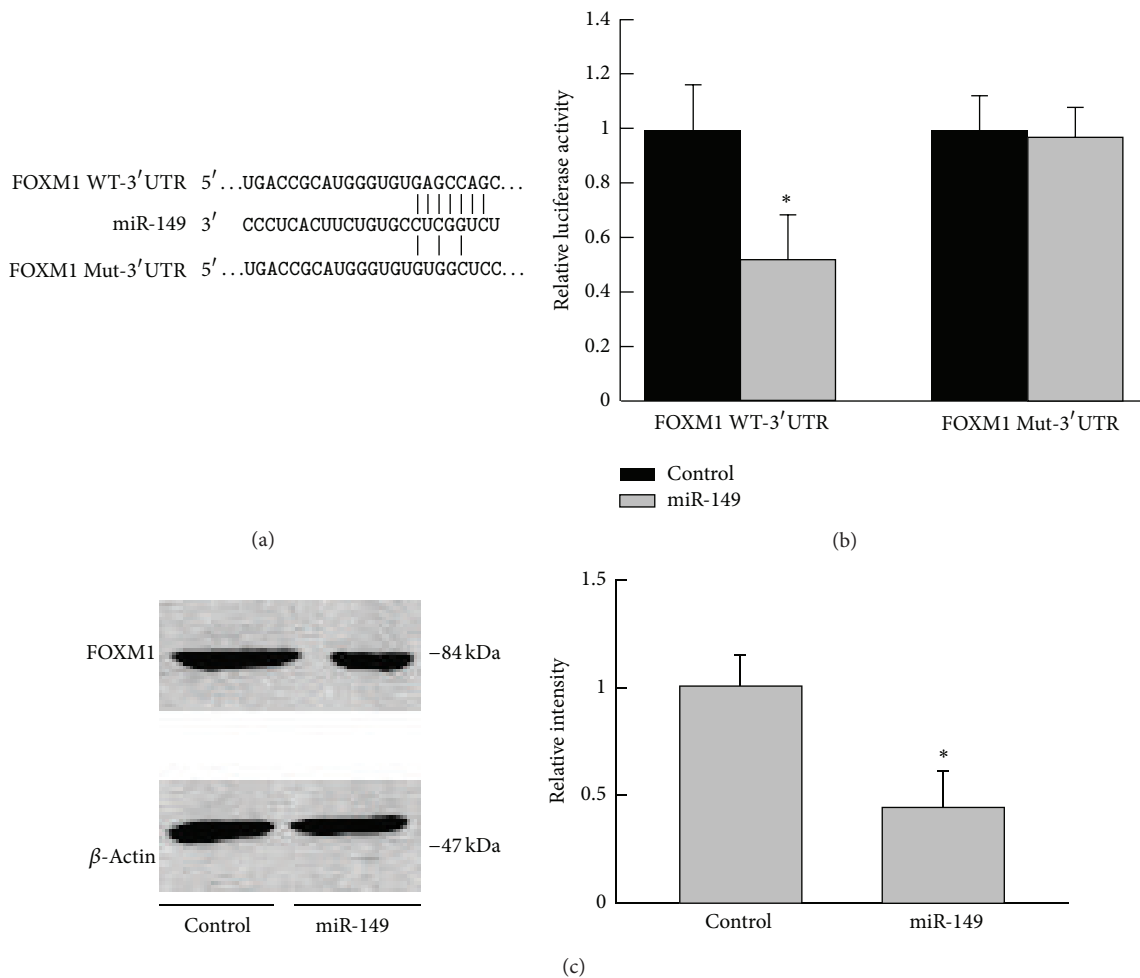 FOXM1 WT-3′UTR 5′ ...UGACCGCAUGGGUGUGAGCCAGC...
miR-149 3′ CCCUCACUUCUGUGCCUCGGUCU
FOXM1 Mut-3′UTR 5′ ...UGACCGCAUGGGUGUGUGGCUCC...
(a)
1.4
1.2
1
0.8
0.6
0.4
0.2
0
Relative luciferase activity
*
FOXM1 WT-3′UTR
FOXM1 Mut-3′UTR
Control
miR-149
(b)
FOXM1
−84 kDa
β-Actin
−47 kDa
Control
miR-149
1.5
1
0.5
0
Relative intensity
*
Control
miR-149
(c)